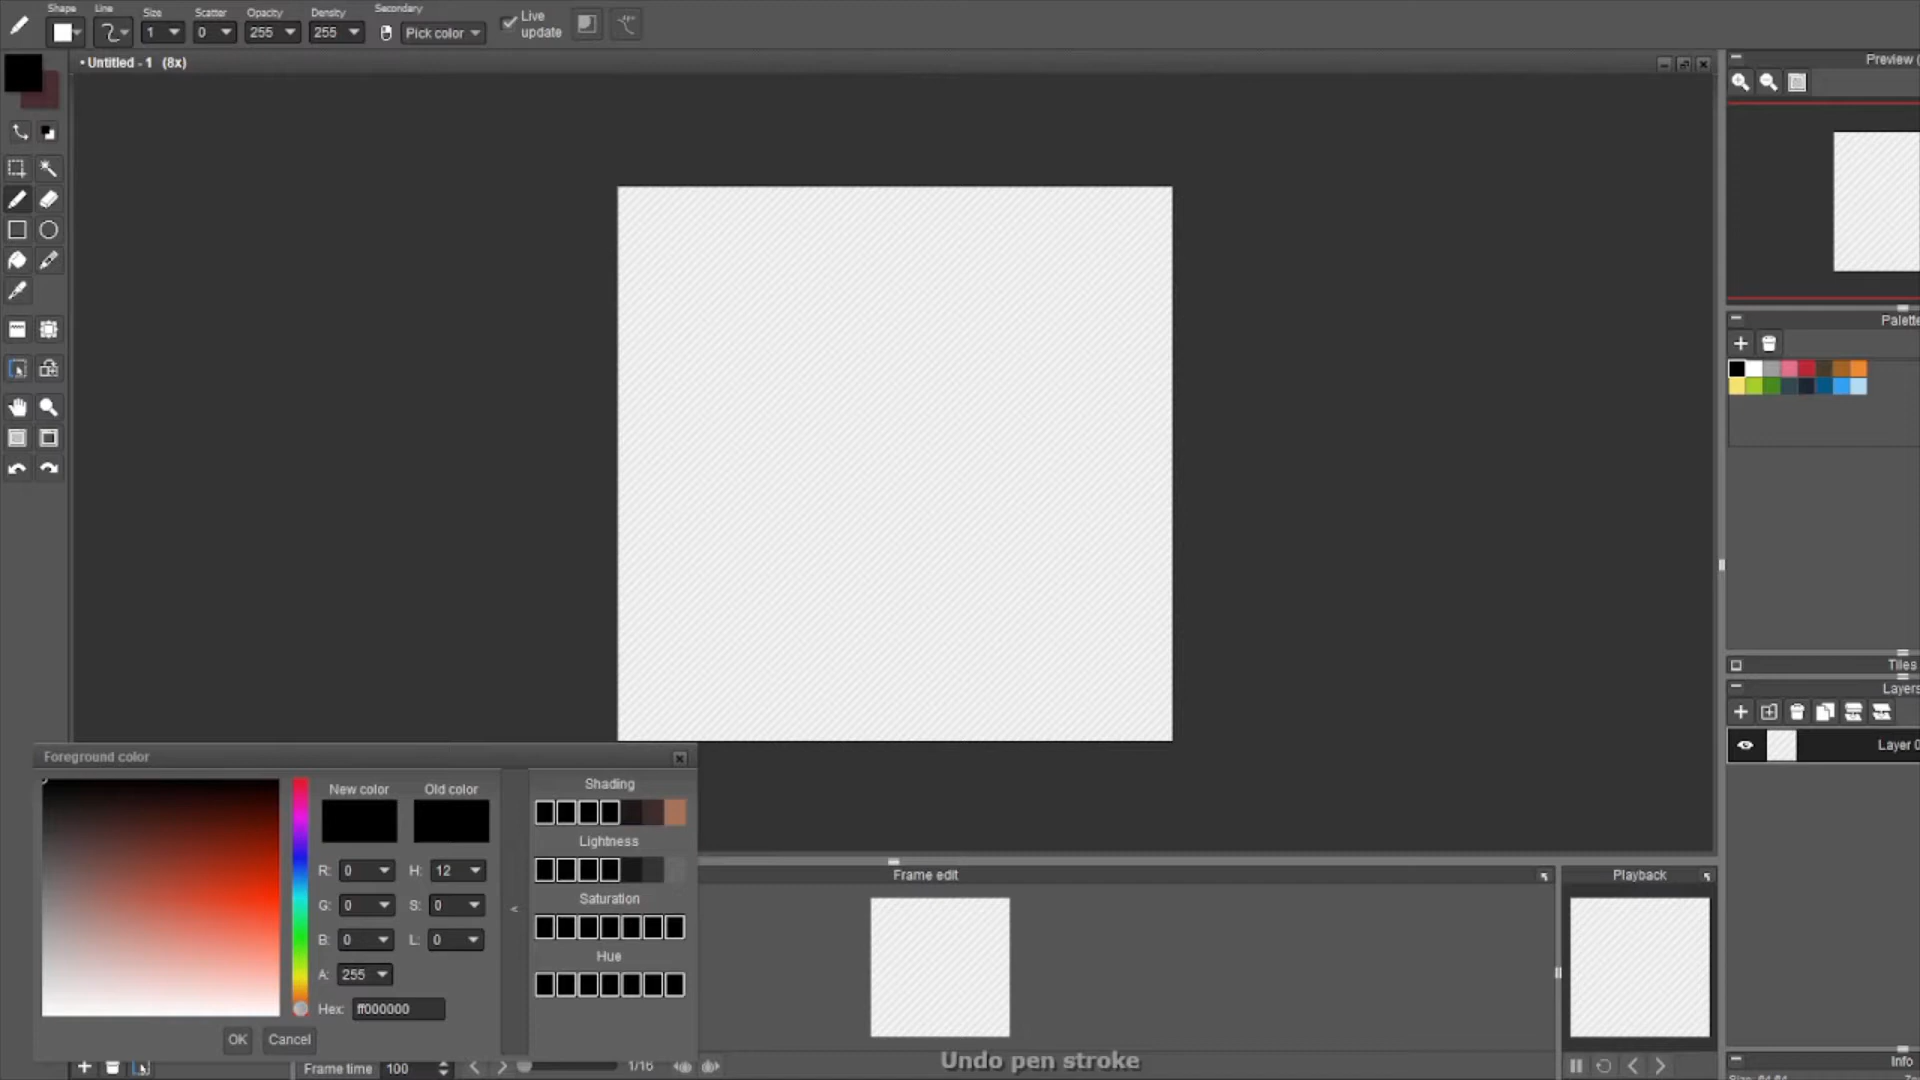 Shape Line Size Scatter Opacity Density Secondary
1 0 255 255 Pick color Live update
• Untitled - 1 (8x)
Preview (
Palette
Tiles
Layers
Layer 0
Foreground color
New color Old color
R: 0 H: 12
G: 0 S: 0
B: 0 L: 0
A: 255
Hex: ff000000
OK Cancel
<
Shading
Lightness
Saturation
Hue
Frame edit
Playback
Frame time 100
1/16
Undo pen stroke
Info